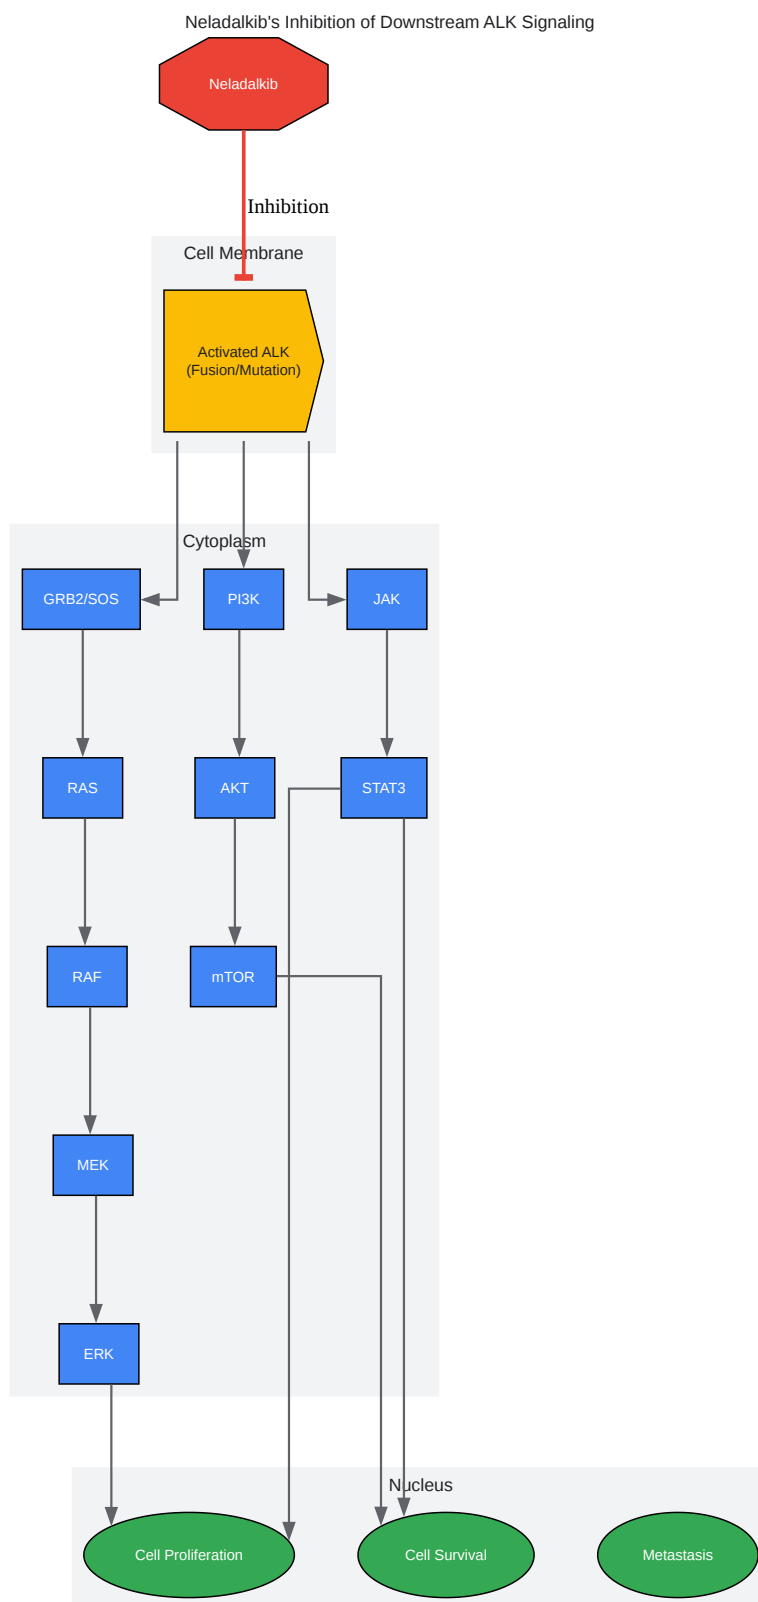 Neladalkib's Inhibition of Downstream ALK Signaling
Neladalkib
Inhibition
Cell Membrane
Activated ALK
(Fusion/Mutation)
Cytoplasm
GRB2/SOS
PI3K
JAK
RAS
AKT
STAT3
RAF
mTOR
MEK
ERK
Nucleus
Cell Proliferation
Cell Survival
Metastasis